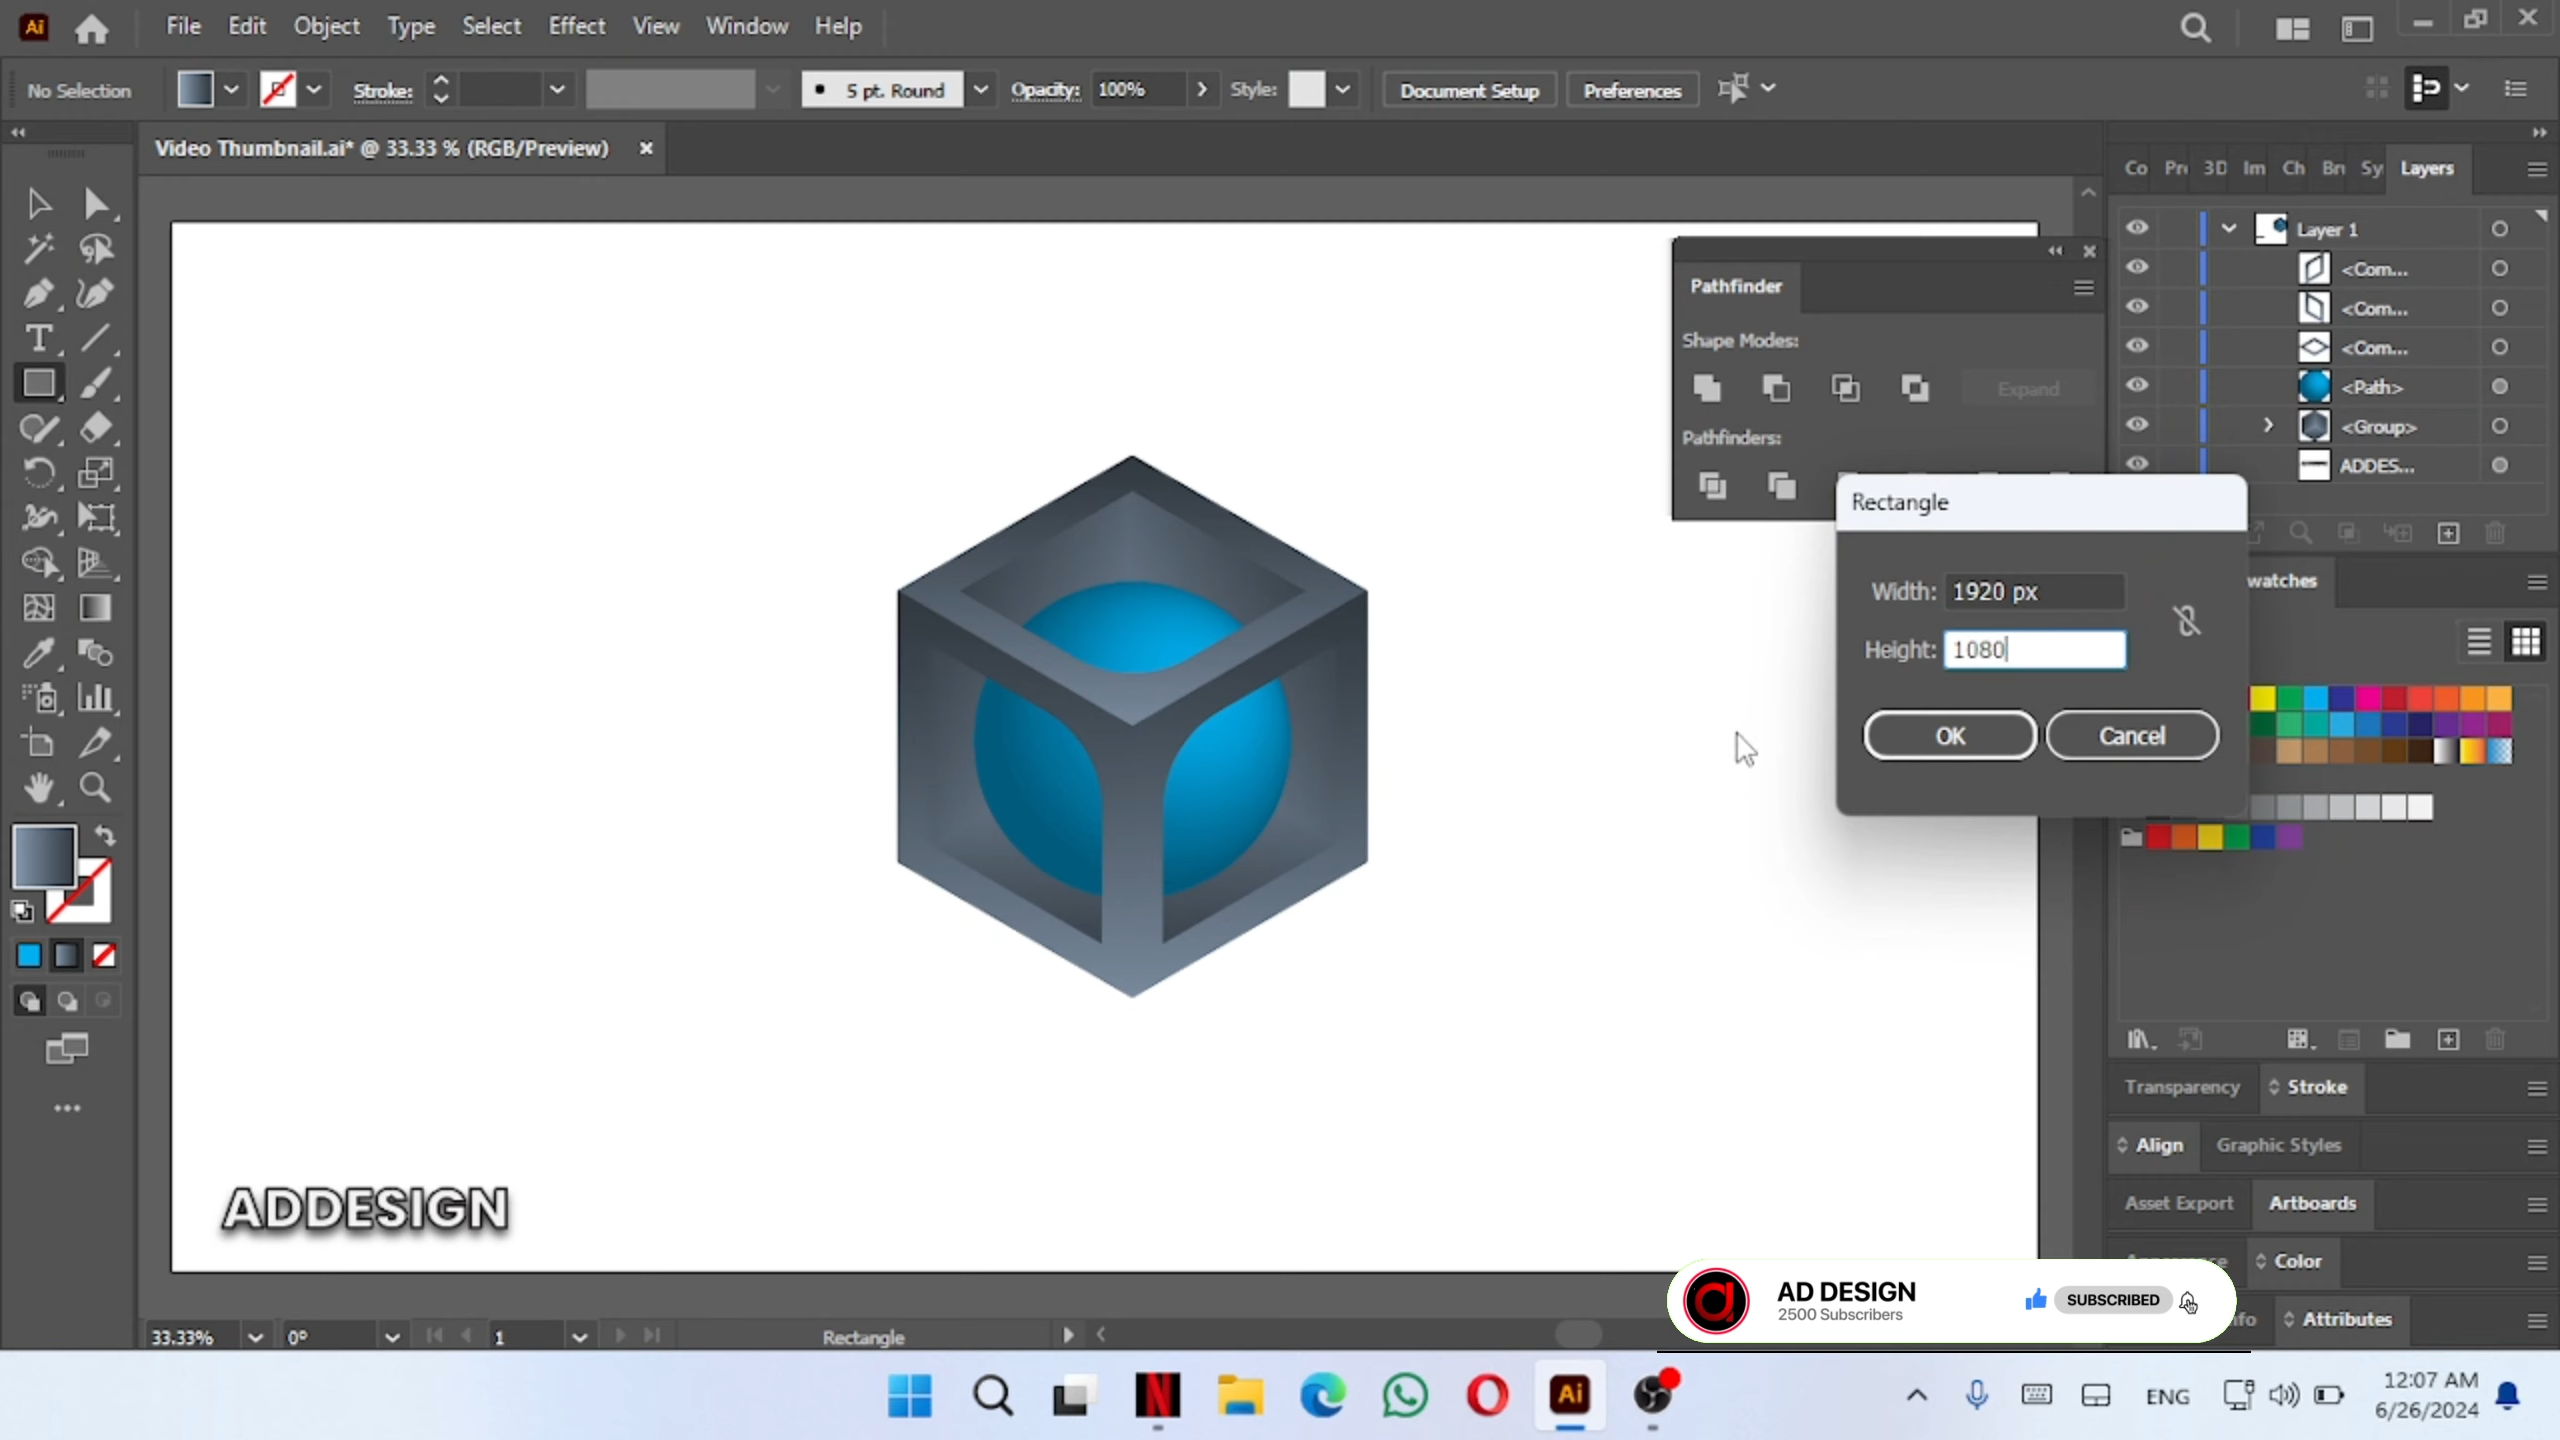 Ai
File Edit Object Type Select Effect View Window Help
No Selection
Stroke:
5 pt. Round
Opacity: 100%
Style:
Document Setup
Preferences
Video Thumbnail.ai* @ 33.33 % (RGB/Preview)
Co Pr 3D Im Ch Br Sy Layers
Layer 1
<Com...
<Com...
<Com...
<Path>
<Group>
ADDES...
Pathfinder
Shape Modes:
Expand
Pathfinders:
Rectangle
Width: 1920 px
Height: 1080
OK
Cancel
watches
Transparency
Stroke
Align
Graphic Styles
Asset Export
Artboards
Color
Attributes
ADDESIGN
AD DESIGN
2500 Subscribers
SUBSCRIBED
33.33%
0°
1
Rectangle
Ai
ENG
12:07 AM
6/26/2024